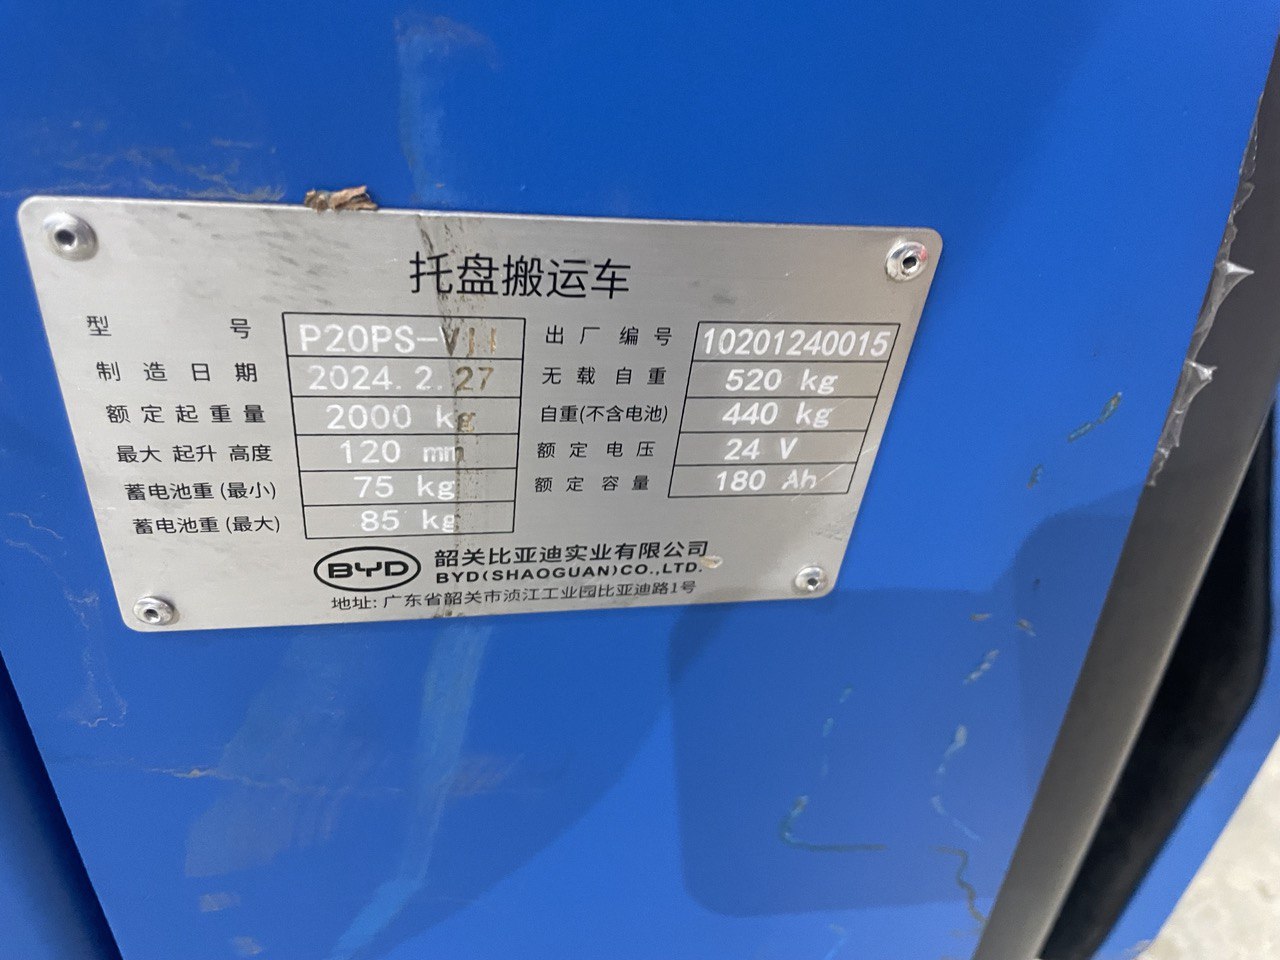 托盘搬运车
型 号 P20PS-VII 出厂编号 10201240015
制造日期 2024.2.27 无载自重 520 kg
额定起重量 2000 kg 自重(不含电池) 440 kg
最大起升高度 120 mm 额定电压 24 V
蓄电池重(最小) 75 kg 额定容量 180 Ah
蓄电池重(最大) 85 kg
BYD 韶关比亚迪实业有限公司
BYD(SHAOGUAN)CO.,LTD.
地址: 广东省韶关市浈江工业园比亚迪路1号